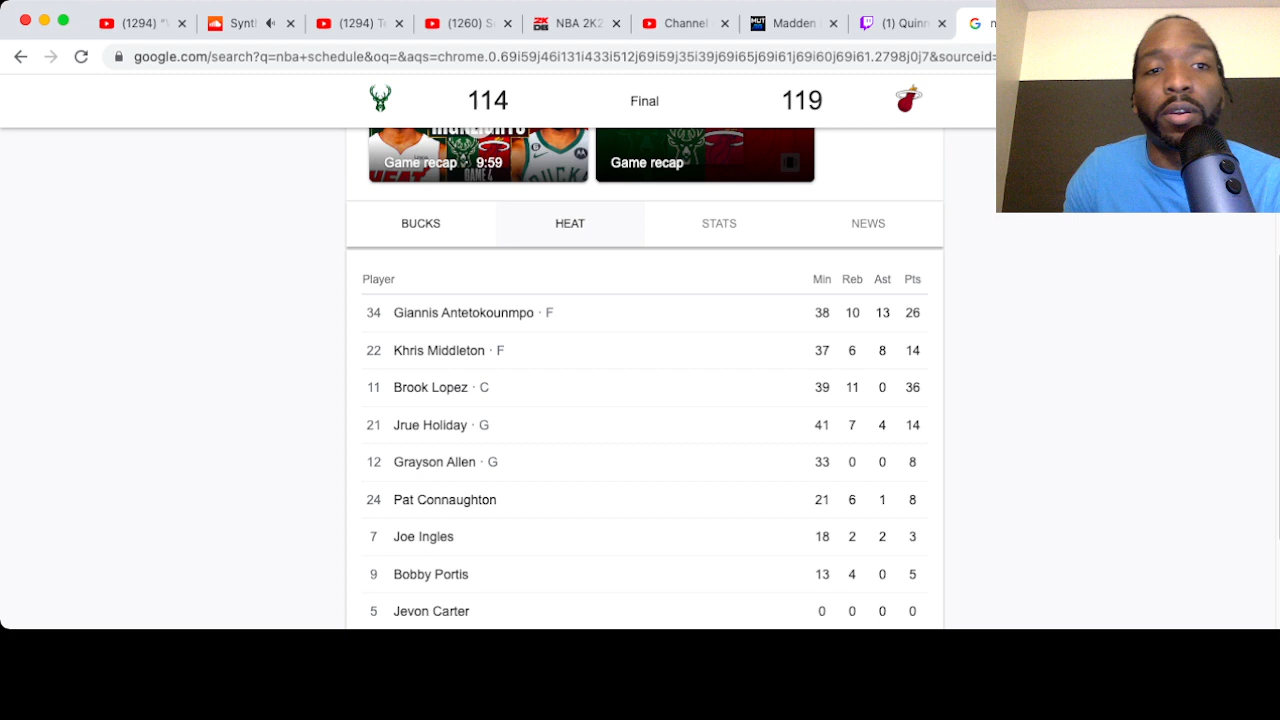 (1294) "\ Synt (1294) T (1260) S NBA 2K2 Channel Madden (1) Quin
google.com/search?q=nba+schedule&oq=&aqs=chrome.0.69i59j46i131i433i512j69i59j35i39j69i65j69i61j69i60j69i61.2798j0j7&sourceid=
114 Final 119
Game recap · 9:59 Game recap
HEAT GAME 4
BUCKS HEAT STATS NEWS
Player Min Reb Ast Pts
34 Giannis Antetokounmpo · F 38 10 13 26
22 Khris Middleton · F 37 6 8 14
11 Brook Lopez · C 39 11 0 36
21 Jrue Holiday · G 41 7 4 14
12 Grayson Allen · G 33 0 0 8
24 Pat Connaughton 21 6 1 8
7 Joe Ingles 18 2 2 3
9 Bobby Portis 13 4 0 5
5 Jevon Carter 0 0 0 0